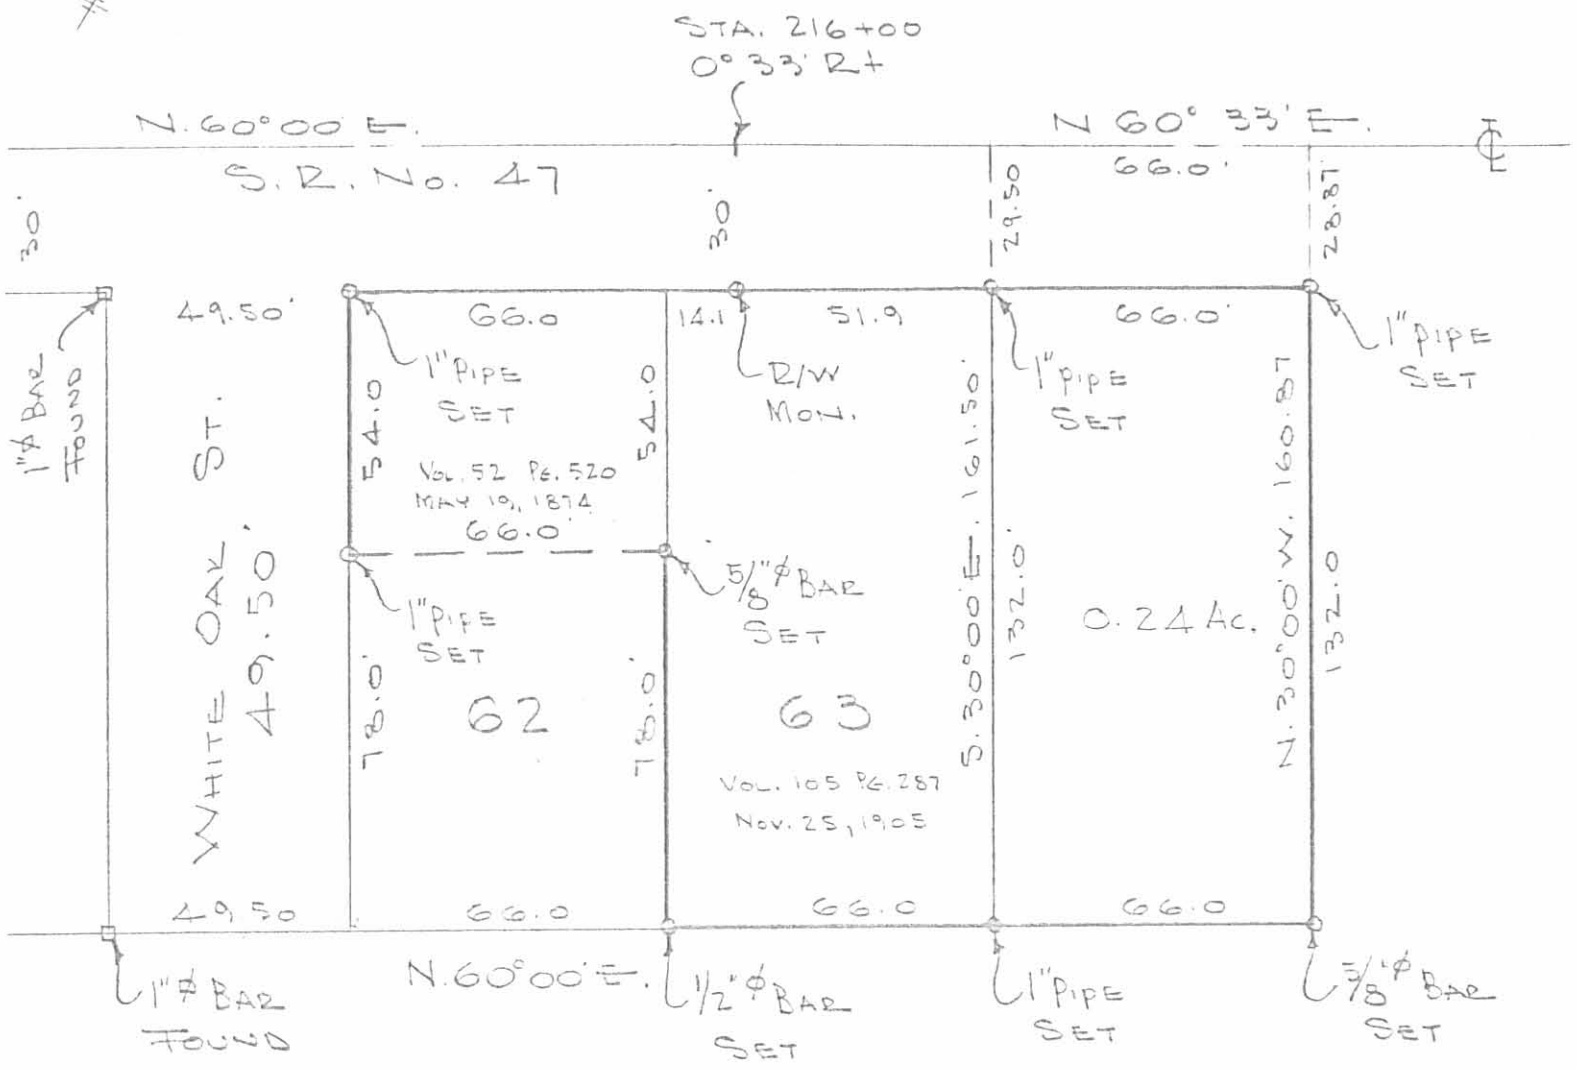 STA. 216+00
0° 33' Rt
N. 60°00' E.
N 60° 33' E.
S. R. No. 47
66.0'
℄
30'
30'
29.50
28.87
1"ϕ BAR
FOUND
49.50'
66.0
14.1
51.9
66.0'
1" PIPE
SET
R/W
MON.
1" PIPE
SET
1" PIPE
SET
54.0
54.0
VOL. 52 PG. 520
MAY 19, 1874
66.0'
WHITE OAK ST.
49.50'
1" PIPE
SET
5/8"ϕ BAR
SET
S. 30°00' E. 161.50'
132.0'
0.24 Ac.
N. 30°00' W. 160.87
132.0
78.0'
62
78.0'
63
VOL. 105 PG. 287
NOV. 25, 1905
49.50
66.0
66.0
66.0
N. 60°00' E.
1"ϕ BAR
FOUND
1/2"ϕ BAR
SET
1" PIPE
SET
5/8"ϕ BAR
SET